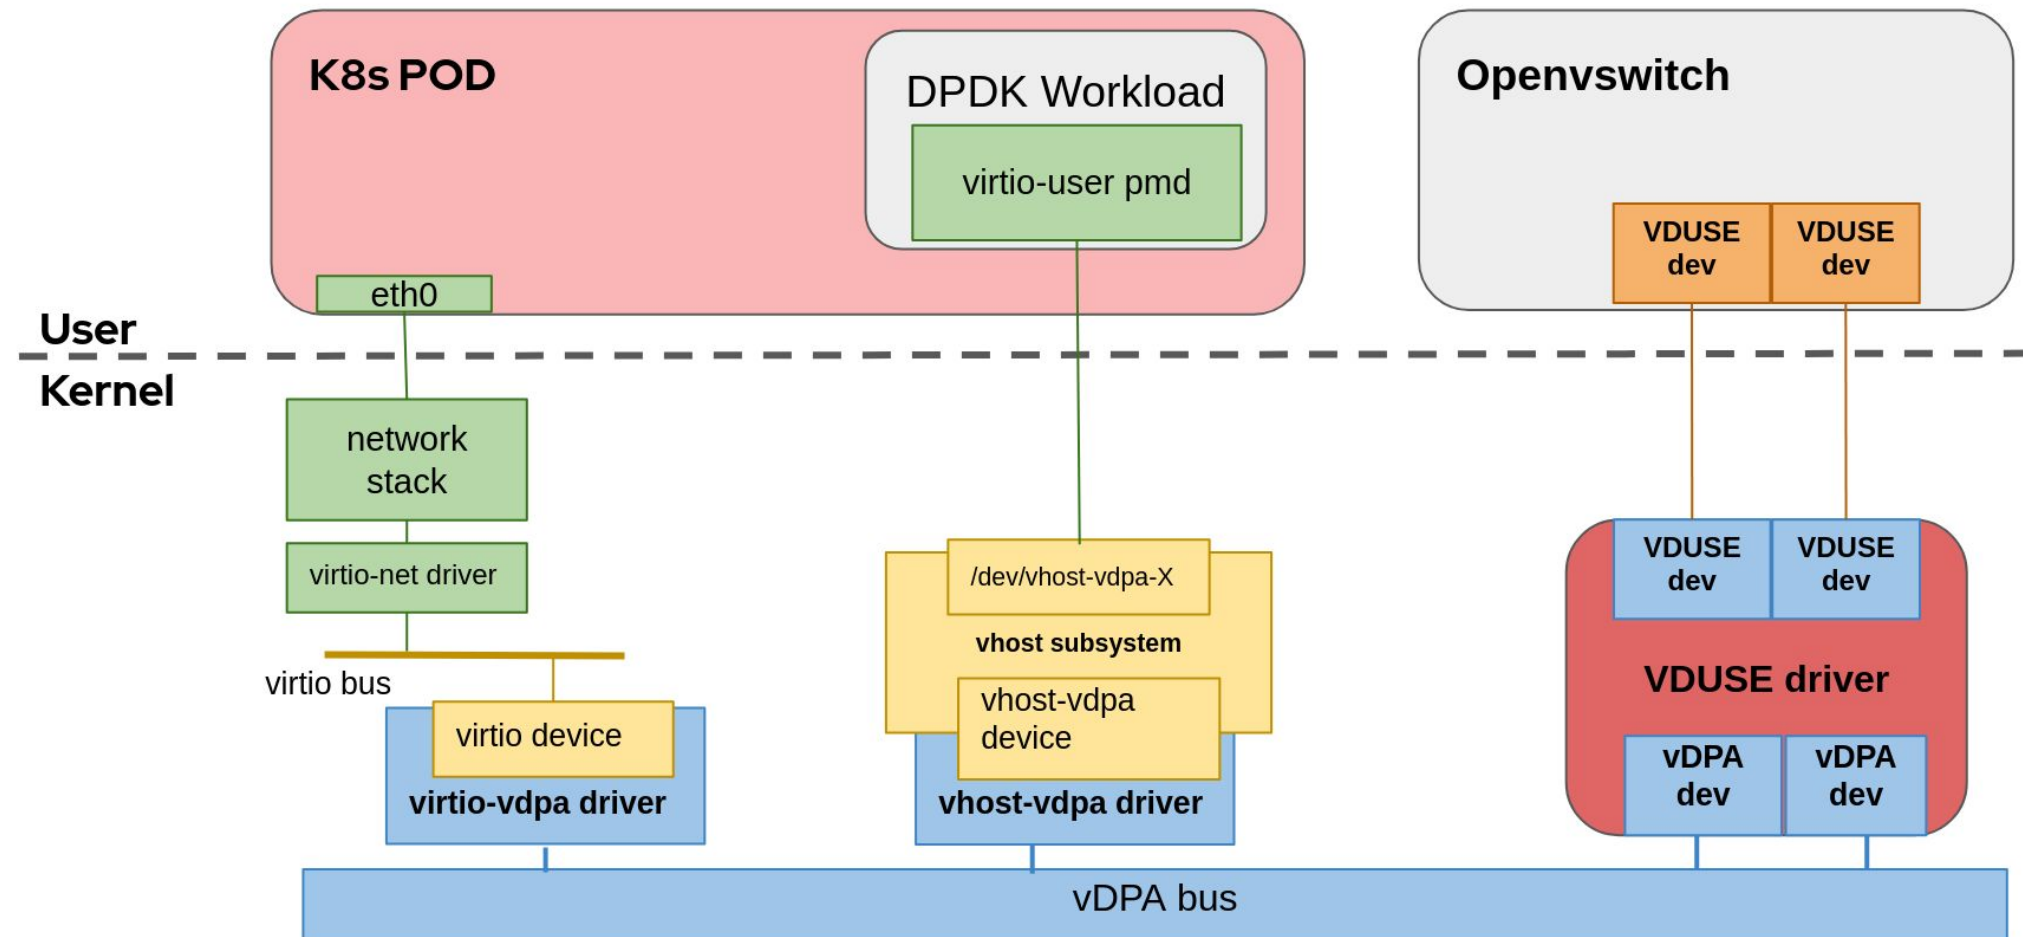 K8s POD
DPDK Workload
virtio-user pmd
eth0
Openvswitch
VDUSE
dev
VDUSE
dev
User
Kernel
network
stack
virtio-net driver
virtio bus
virtio device
virtio-vdpa driver
/dev/vhost-vdpa-X
vhost subsystem
vhost-vdpa
device
vhost-vdpa driver
VDUSE
dev
VDUSE
dev
VDUSE driver
vDPA
dev
vDPA
dev
vDPA bus